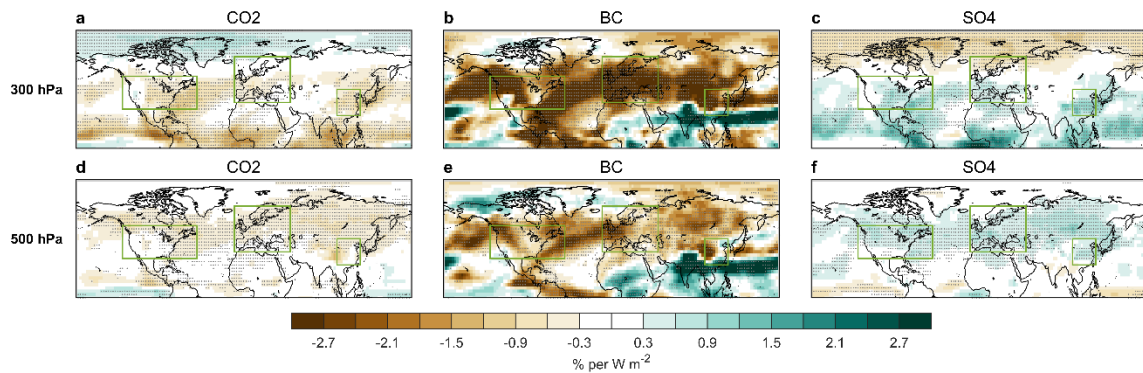 a CO2
b BC
c SO4
300 hPa
d CO2
e BC
f SO4
500 hPa
-2.7 -2.1 -1.5 -0.9 -0.3 0.3 0.9 1.5 2.1 2.7
% per W m⁻²